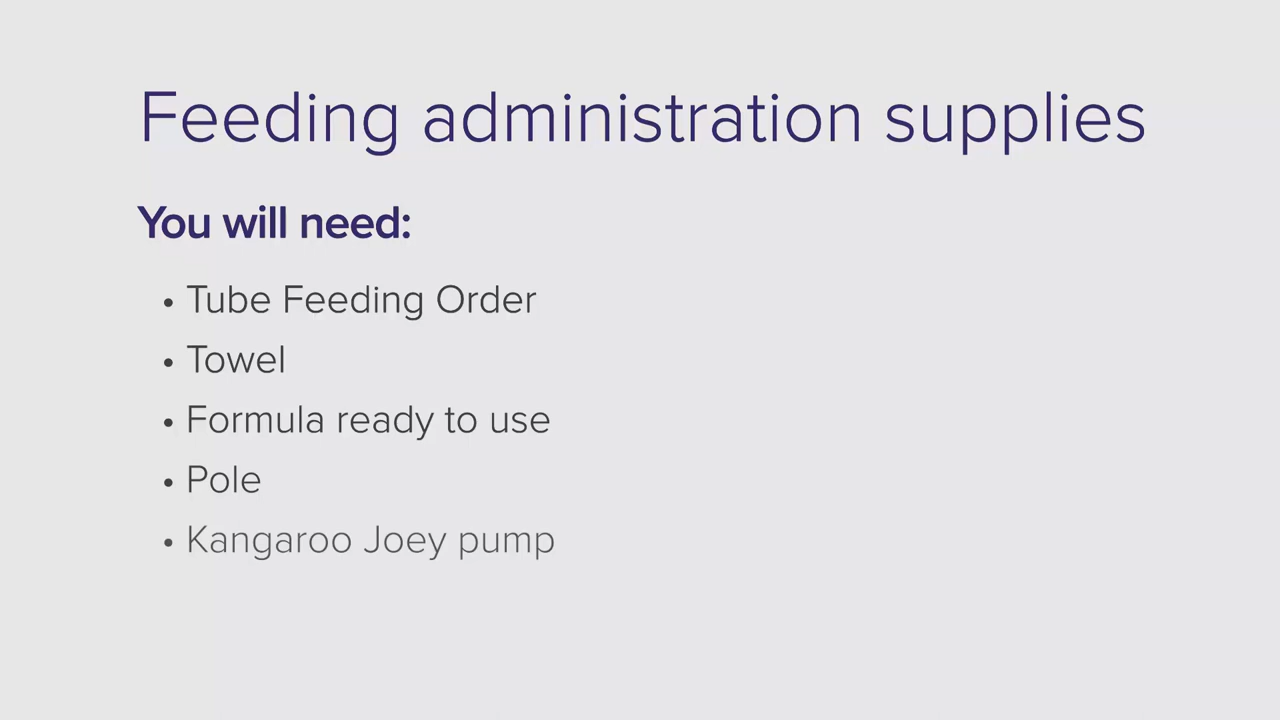 Feeding administration supplies
You will need:
• Tube Feeding Order
• Towel
• Formula ready to use
• Pole
• Kangaroo Joey pump